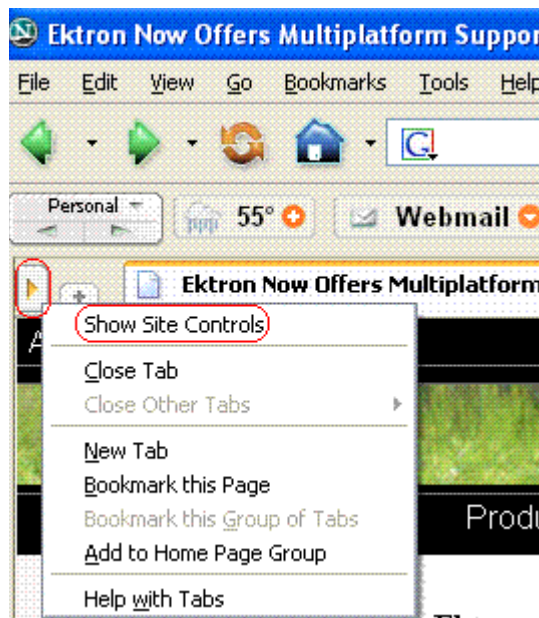 Ektron Now Offers Multiplatform Suppor
File Edit View Go Bookmarks Tools Help
G
Personal 55° Webmail
Ektron Now Offers Multiplatform
Show Site Controls
Close Tab
Close Other Tabs
New Tab
Bookmark this Page
Bookmark this Group of Tabs
Produ
Add to Home Page Group
Help with Tabs